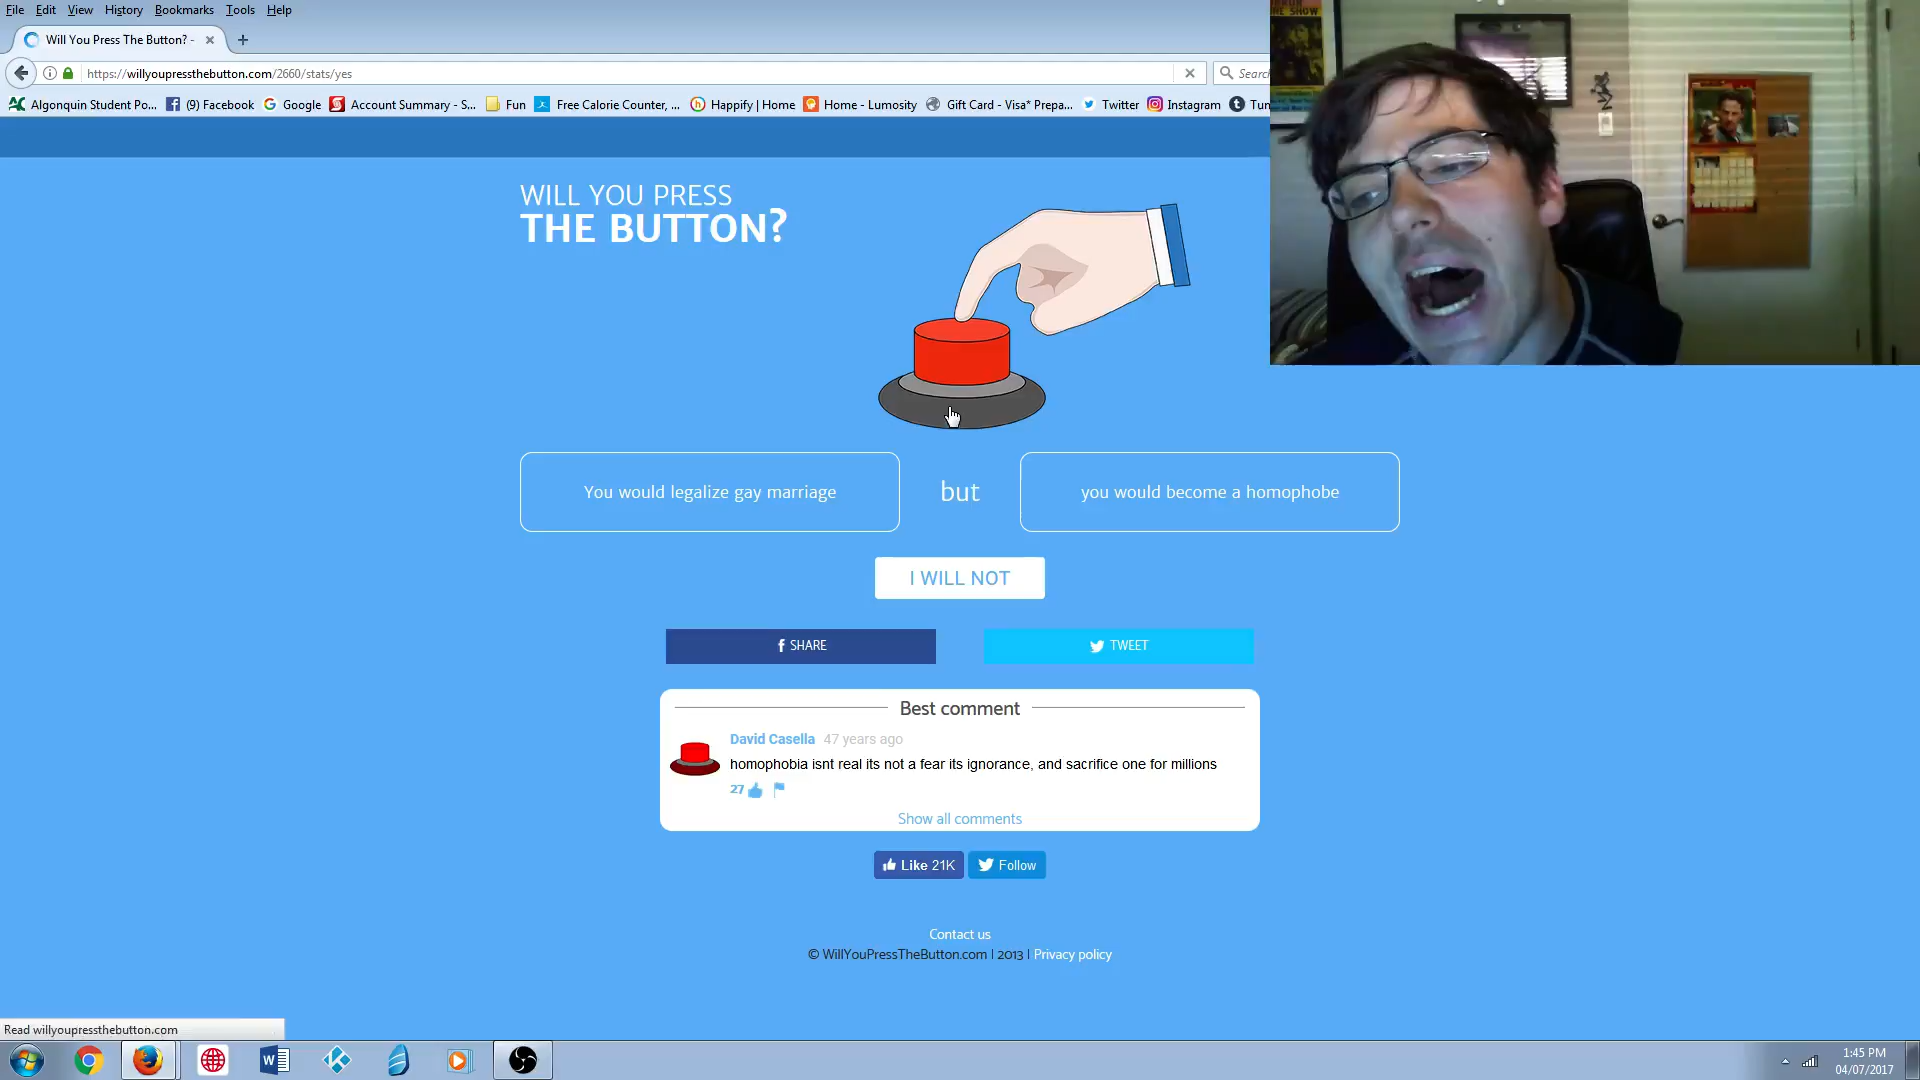 File Edit View History Bookmarks Tools Help
Will You Press The Button? -
https://willyoupressthebutton.com/2660/stats/yes
Search
Algonquin Student Po... (9) Facebook Google Account Summary - S... Fun Free Calorie Counter, ... Happify | Home Home - Lumosity Gift Card - Visa* Prepa... Twitter Instagram Tun
WILL YOU PRESS
THE BUTTON?
You would legalize gay marriage but you would become a homophobe
I WILL NOT
SHARE TWEET
Best comment
David Casella 47 years ago
homophobia isnt real its not a fear its ignorance, and sacrifice one for millions
27
Show all comments
Like 21K Follow
Contact us
© WillYouPressTheButton.com | 2013 | Privacy policy
Read willyoupressthebutton.com
1:45 PM
04/07/2017